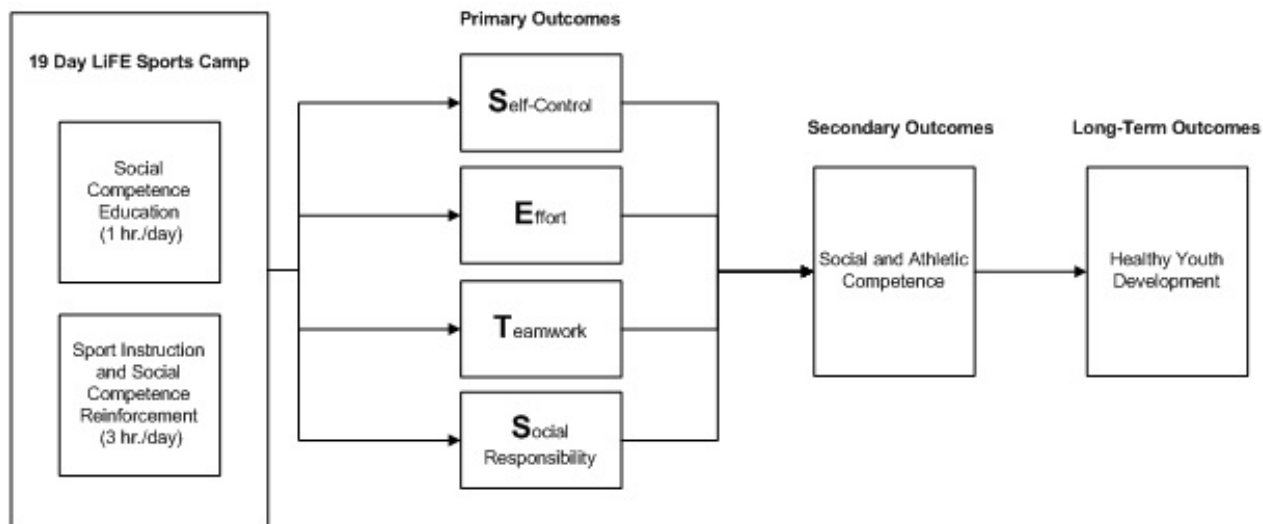 19 Day LiFE Sports Camp
Social
Competence
Education
(1 hr./day)
Sport Instruction
and Social
Competence
Reinforcement
(3 hr./day)
Primary Outcomes
Self-Control
Effort
Teamwork
Social
Responsibility
Secondary Outcomes
Social and Athletic
Competence
Long-Term Outcomes
Healthy Youth
Development